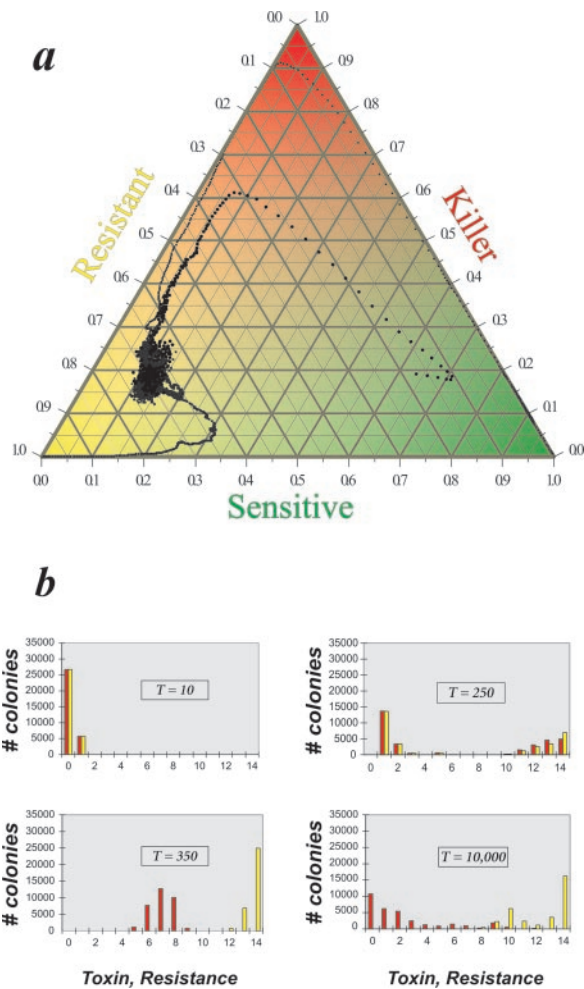 a
0.0 1.0
0.1 0.9
0.2 0.8
0.3 0.7
0.4 0.6
0.5 0.5
0.6 0.4
0.7 0.3
0.8 0.2
0.9 0.1
1.0 0.0
Resistant
Killer
0.0 0.1 0.2 0.3 0.4 0.5 0.6 0.7 0.8 0.9 1.0
Sensitive
b
# colonies
35000
30000
25000
20000
15000
10000
5000
0
T = 10
0 2 4 6 8 10 12 14
# colonies
35000
30000
25000
20000
15000
10000
5000
0
T = 250
0 2 4 6 8 10 12 14
# colonies
35000
30000
25000
20000
15000
10000
5000
0
T = 350
0 2 4 6 8 10 12 14
Toxin, Resistance
# colonies
35000
30000
25000
20000
15000
10000
5000
0
T = 10,000
0 2 4 6 8 10 12 14
Toxin, Resistance